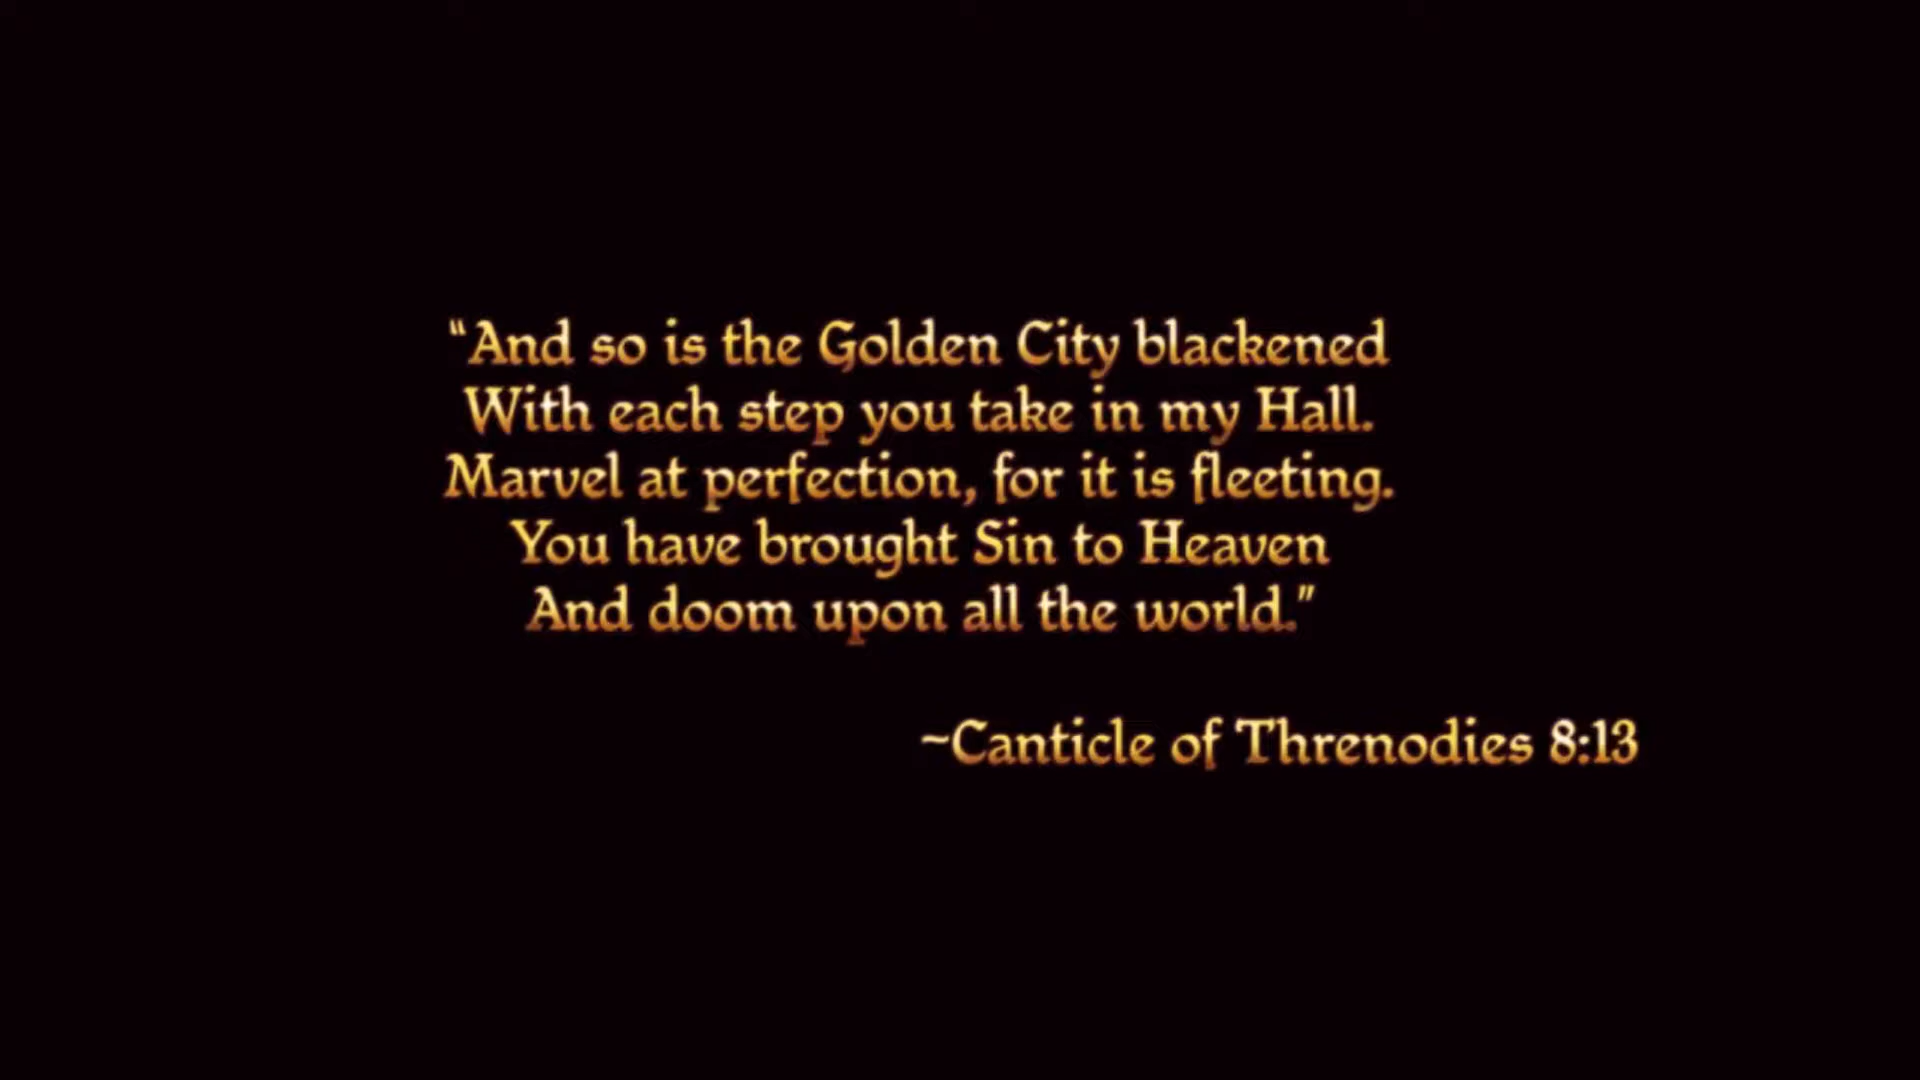 “And so is the Golden City blackened
With each step you take in my Hall.
Marvel at perfection, for it is fleeting.
You have brought Sin to Heaven
And doom upon all the world.”
~Canticle of Threnodies 8:13